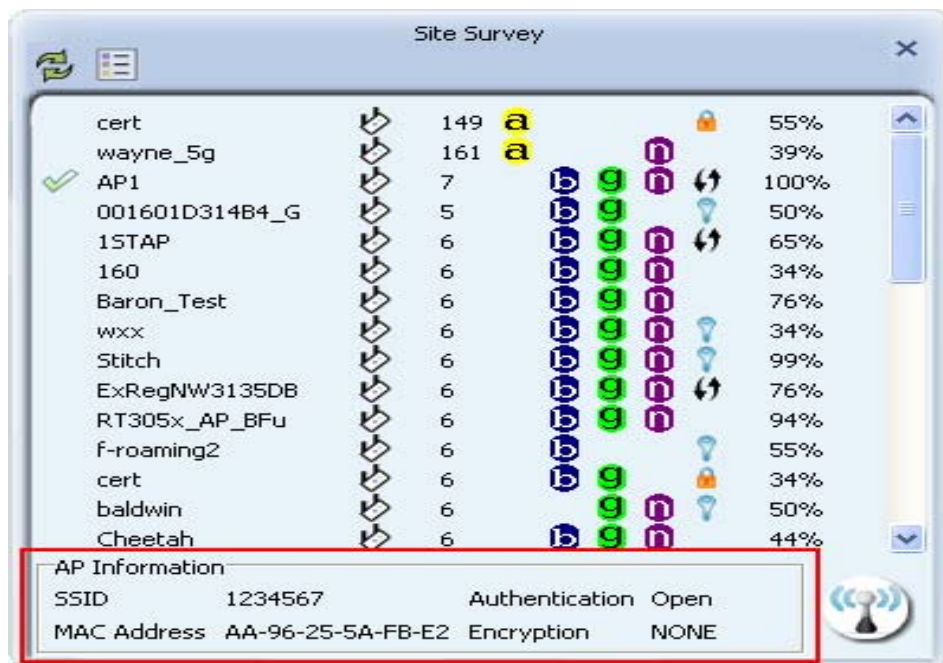 Site Survey
cert 149 a 55%
wayne_5g 161 a n 39%
AP1 7 b g n 100%
001601D314B4_G 5 b g 50%
1STAP 6 b g n 65%
160 6 b g n 34%
Baron_Test 6 b g n 76%
wxx 6 b g n 34%
Stitch 6 b g n 99%
ExRegNW3135DB 6 b g n 76%
RT305x_AP_BFu 6 b g n 94%
f-roaming2 6 b 55%
cert 6 b g 34%
baldwin 6 g n 50%
Cheetah 6 b g n 44%
AP Information
SSID 1234567 Authentication Open
MAC Address AA-96-25-5A-FB-E2 Encryption NONE